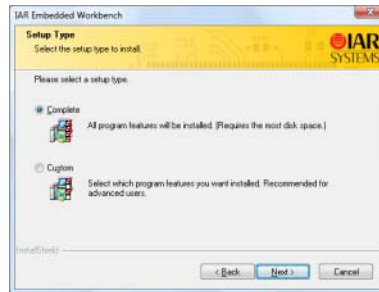 IAR Embedded Workbench
Setup Type
Select the setup type to install.
IAR
SYSTEMS
Please select a setup type.
Complete
All program features will be installed. (Requires the most disk space.)
Custom
Select which program features you want installed. Recommended for
advanced users.
InstallShield
< Back Next > Cancel